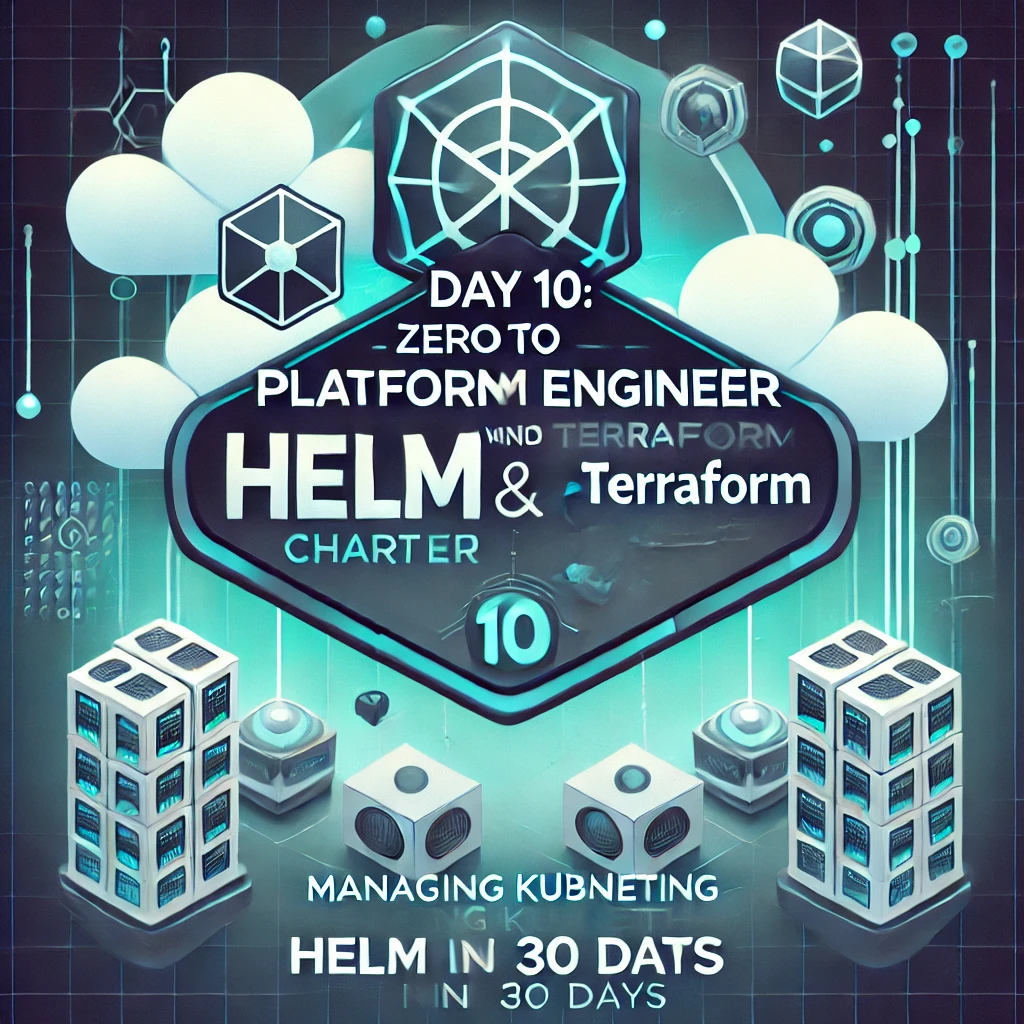 DAY 10:
ZERO TO
PLATFORM ENGINEER
TERRAFORM
HELM & Terraform
CHARTER
10
MANAGING KUBNETING
HELM IN 30 DATS
IN 30 DAYS